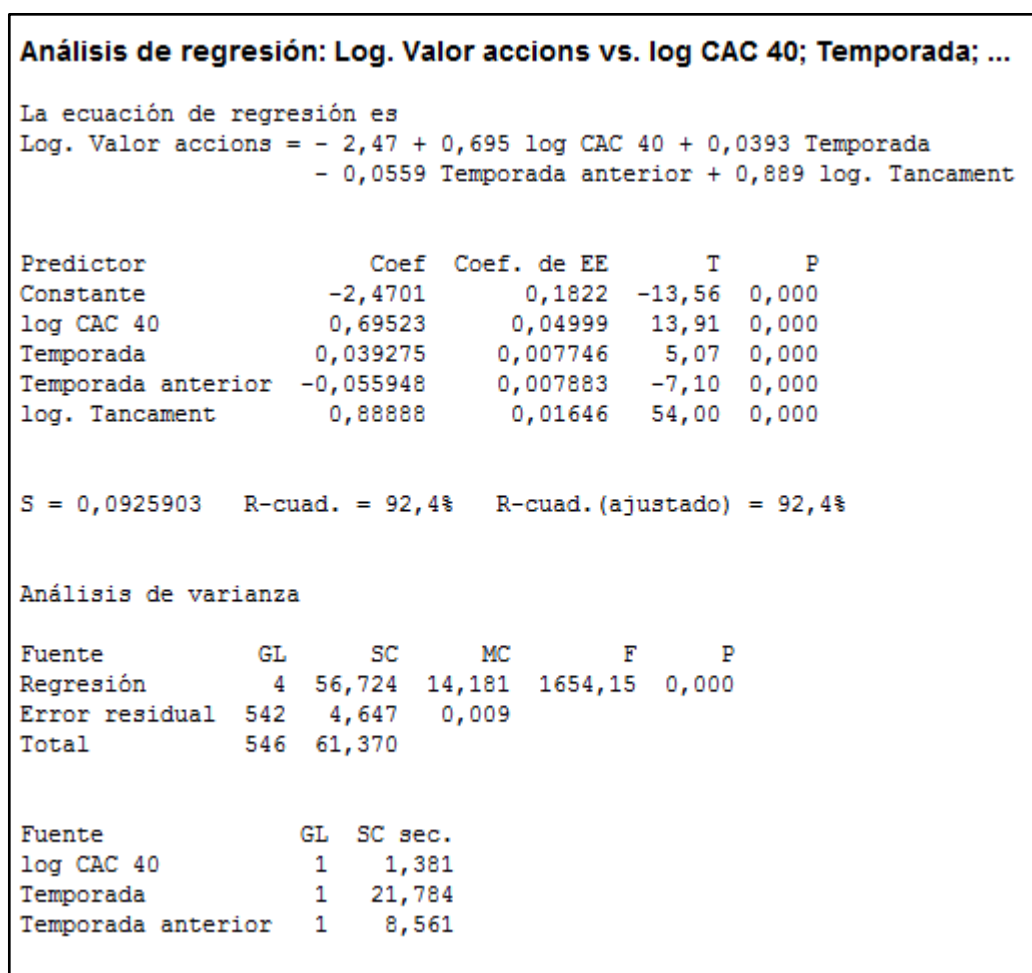 Análisis de regresión: Log. Valor accions vs. log CAC 40; Temporada; ...
La ecuación de regresión es
Log. Valor accions = - 2,47 + 0,695 log CAC 40 + 0,0393 Temporada
- 0,0559 Temporada anterior + 0,889 log. Tancament
Predictor Coef Coef. de EE T P
Constante -2,4701 0,1822 -13,56 0,000
log CAC 40 0,69523 0,04999 13,91 0,000
Temporada 0,039275 0,007746 5,07 0,000
Temporada anterior -0,055948 0,007883 -7,10 0,000
log. Tancament 0,88888 0,01646 54,00 0,000
S = 0,0925903 R-cuad. = 92,4% R-cuad.(ajustado) = 92,4%
Análisis de varianza
Fuente GL SC MC F P
Regresión 4 56,724 14,181 1654,15 0,000
Error residual 542 4,647 0,009
Total 546 61,370
Fuente GL SC sec.
log CAC 40 1 1,381
Temporada 1 21,784
Temporada anterior 1 8,561